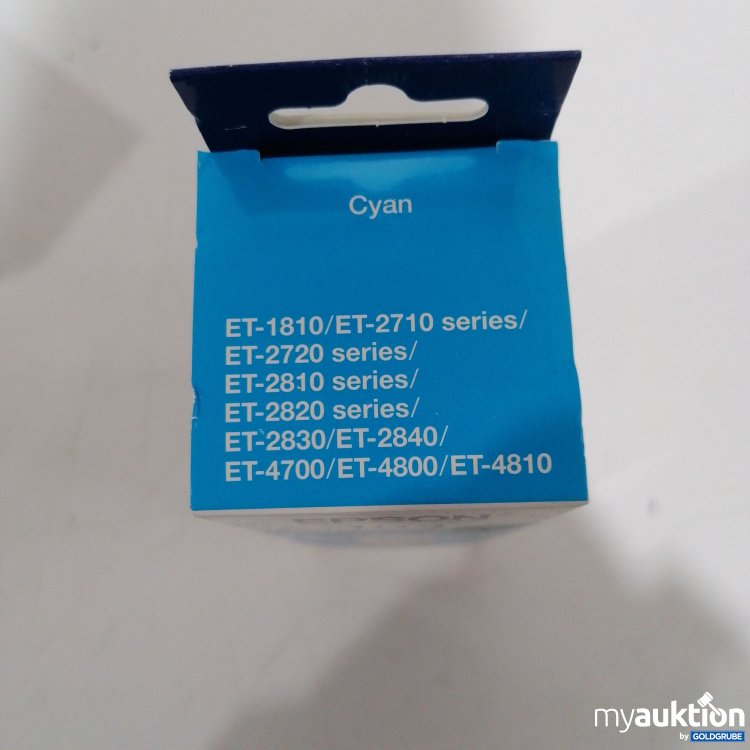 Cyan
ET-1810/ET-2710 series/
ET-2720 series/
ET-2810 series/
ET-2820 series/
ET-2830/ET-2840/
ET-4700/ET-4800/ET-4810
EPSON
myauktion
by GOLDGRUBE